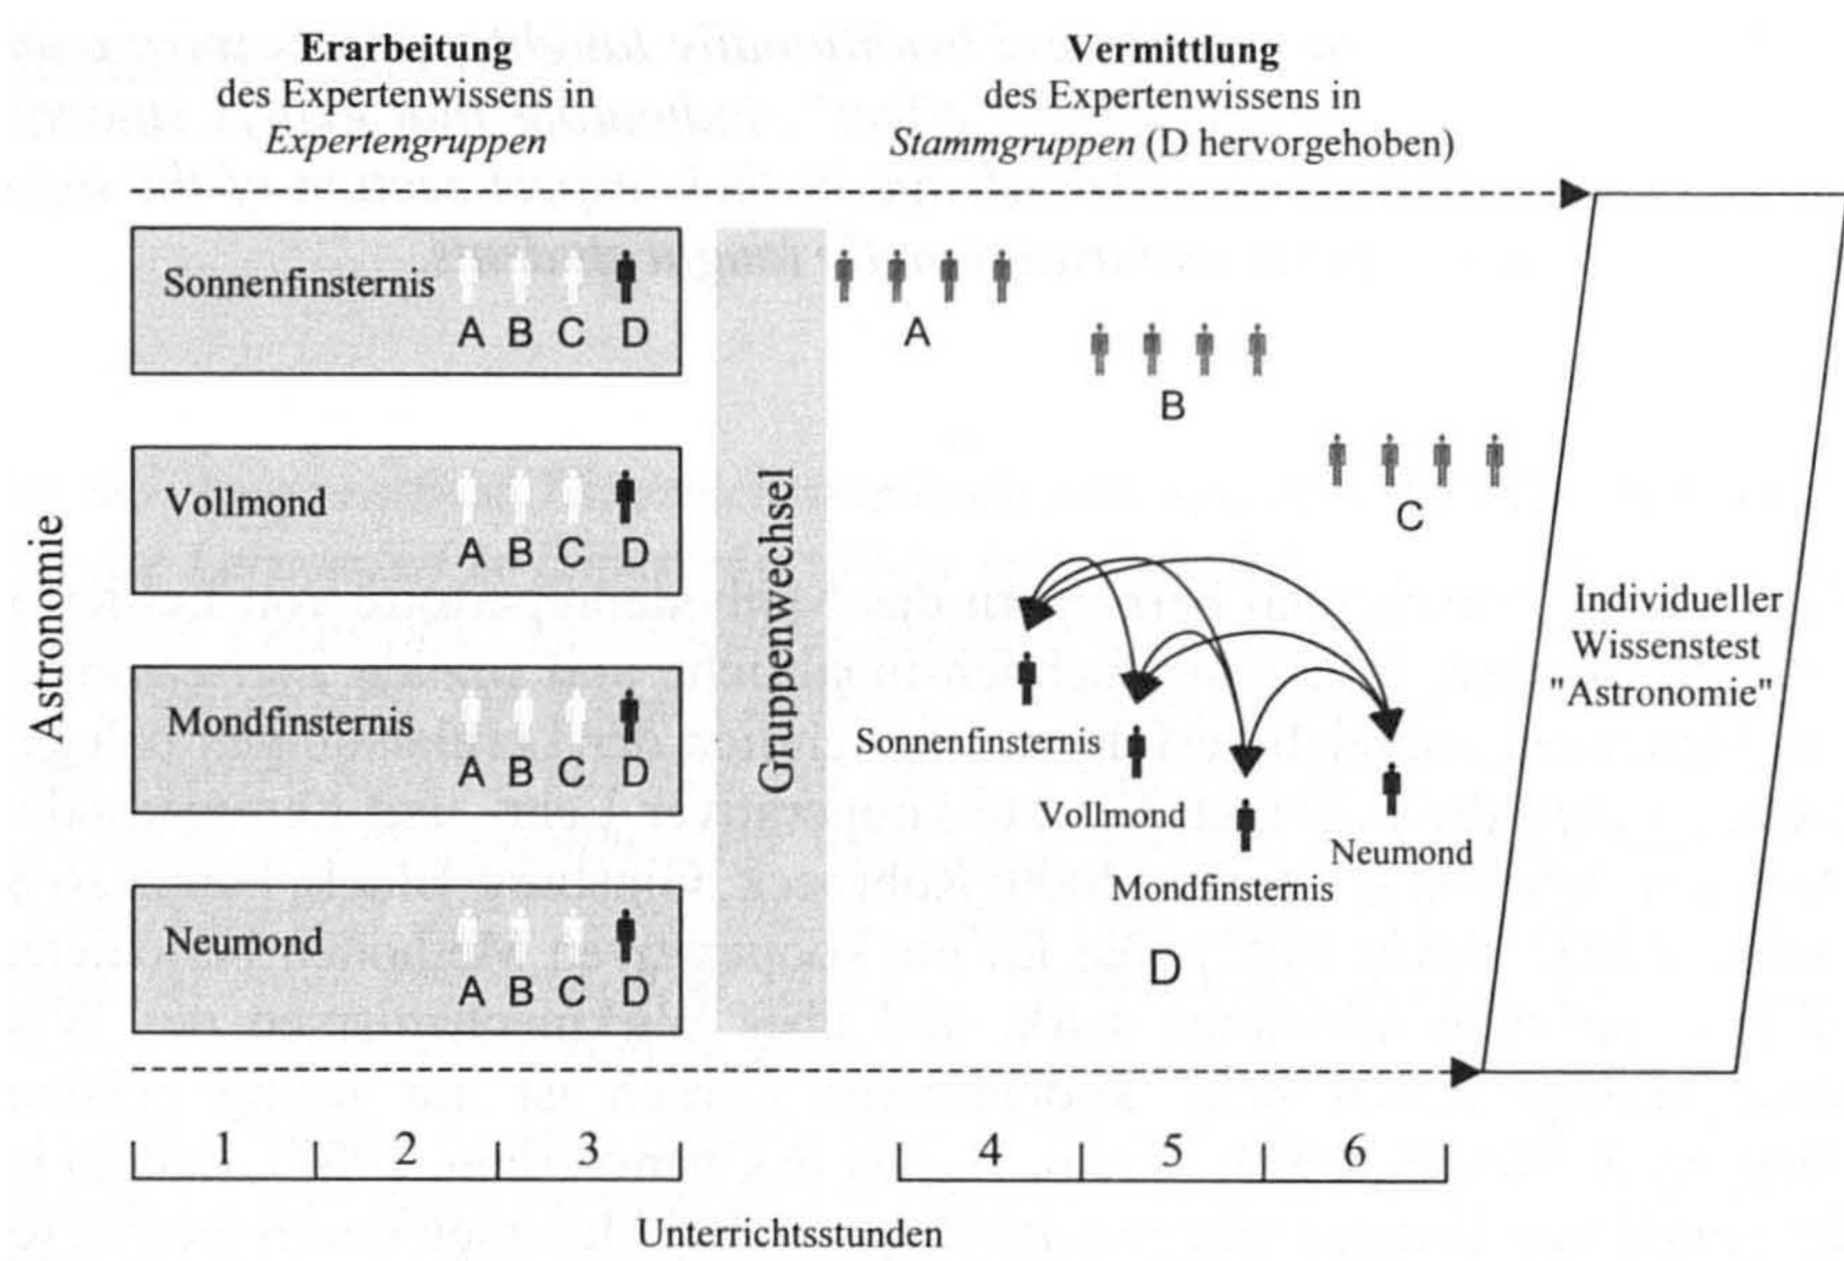 Erarbeitung
des Expertenwissens in
Expertengruppen
Vermittlung
des Expertenwissens in
Stammgruppen (D hervorgehoben)
Astronomie
Sonnenfinsternis
A B C D
Vollmond
A B C D
Mondfinsternis
A B C D
Neumond
A B C D
Gruppenwechsel
A
B
C
Sonnenfinsternis
Vollmond
Mondfinsternis
Neumond
D
Individueller
Wissenstest
"Astronomie"
1 2 3 4 5 6
Unterrichtsstunden